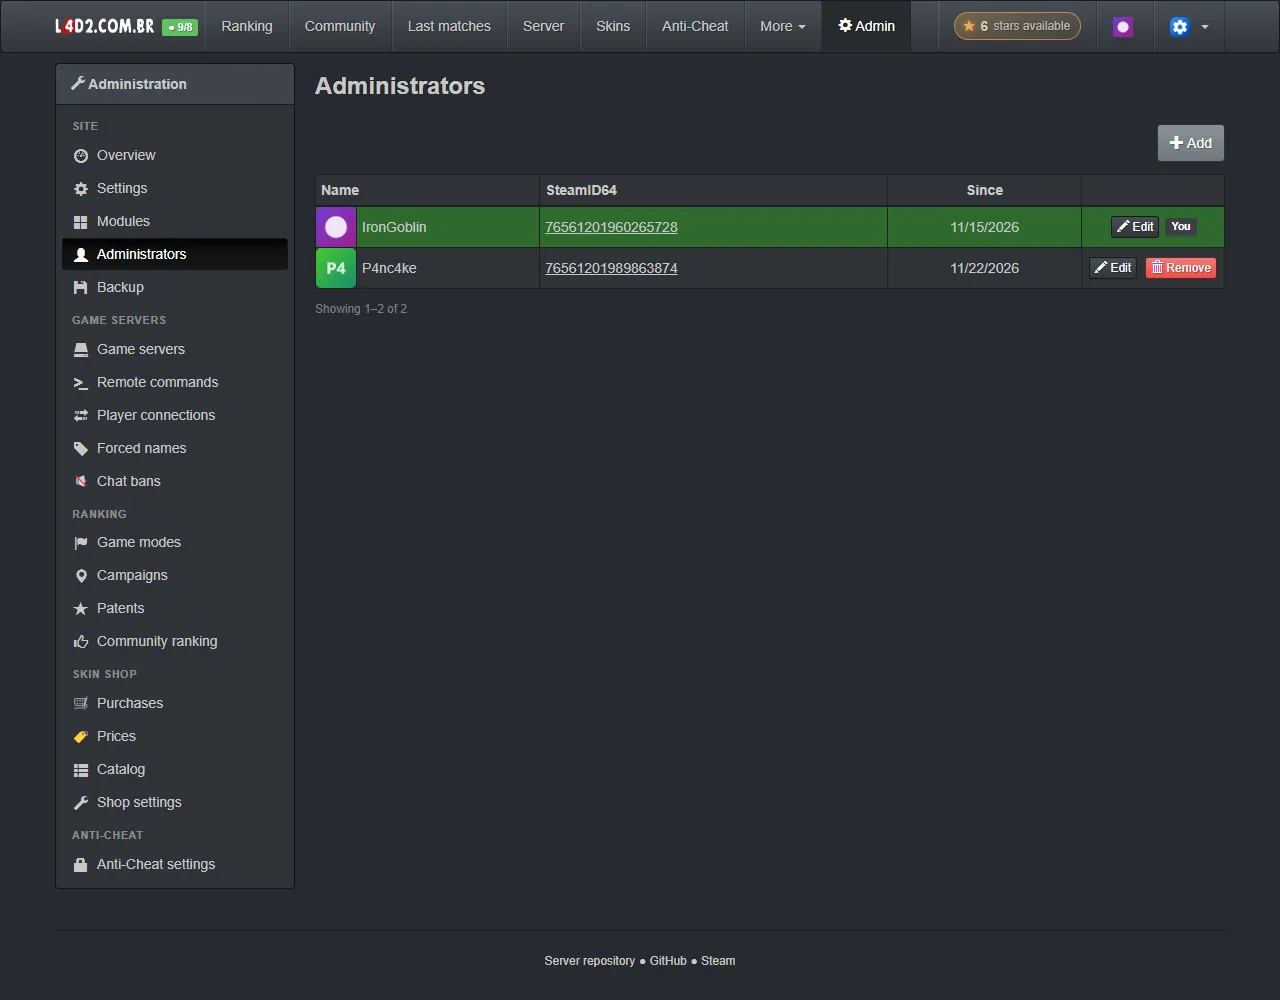 L4D2.COM.BR ● 9/8 Ranking Community Last matches Server Skins Anti-Cheat More Admin ★ 6 stars available
Administration
SITE
Overview
Settings
Modules
Administrators
Backup
GAME SERVERS
Game servers
Remote commands
Player connections
Forced names
Chat bans
RANKING
Game modes
Campaigns
Patents
Community ranking
SKIN SHOP
Purchases
Prices
Catalog
Shop settings
ANTI-CHEAT
Anti-Cheat settings
Administrators
Add
Name SteamID64 Since
IronGoblin 76561201960265728 11/15/2026 Edit You
P4 P4nc4ke 76561201989863874 11/22/2026 Edit Remove
Showing 1–2 of 2
Server repository ● GitHub ● Steam